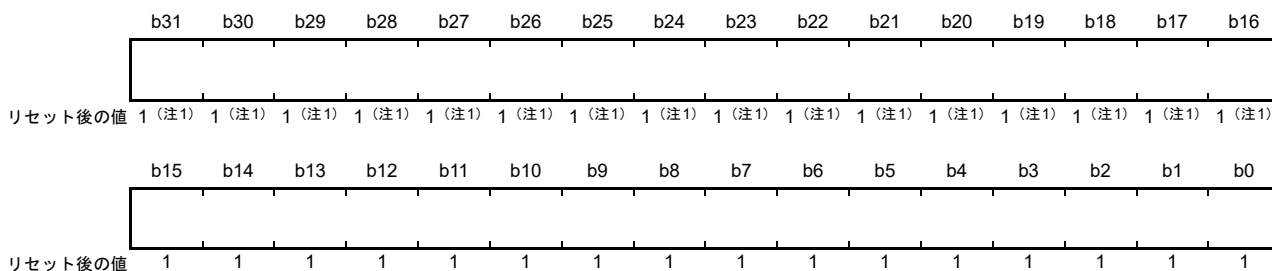 b31 b30 b29 b28 b27 b26 b25 b24 b23 b22 b21 b20 b19 b18 b17 b16
リセット後の値 1（注1） 1（注1） 1（注1） 1（注1） 1（注1） 1（注1） 1（注1） 1（注1） 1（注1） 1（注1） 1（注1） 1（注1） 1（注1） 1（注1） 1（注1） 1（注1）
b15 b14 b13 b12 b11 b10 b9 b8 b7 b6 b5 b4 b3 b2 b1 b0
リセット後の値 1 1 1 1 1 1 1 1 1 1 1 1 1 1 1 1